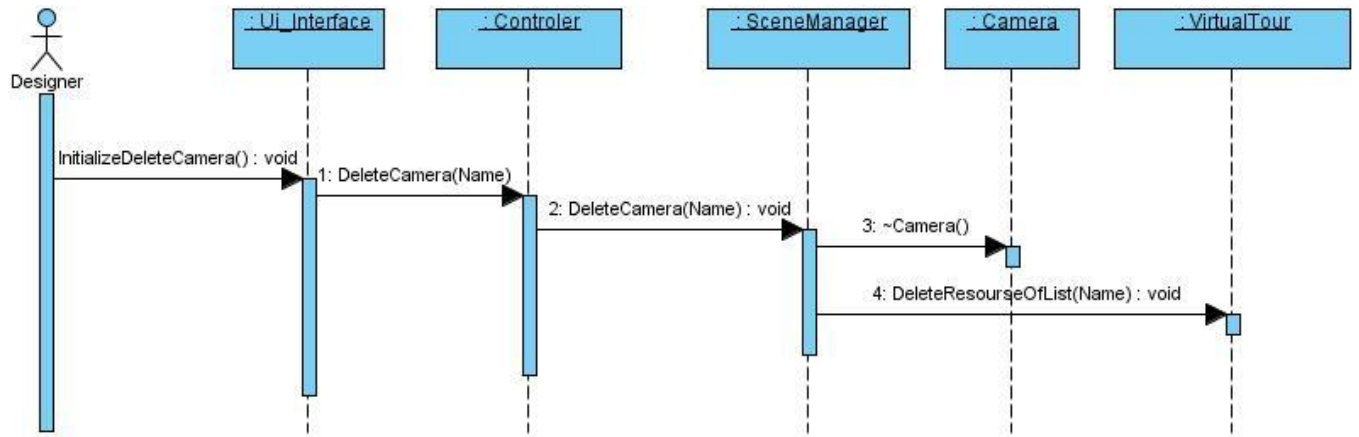 : Ui_Interface
: Controler
: SceneManager
: Camera
: VirtualTour
Designer
InitializeDeleteCamera() : void
1: DeleteCamera(Name)
2: DeleteCamera(Name) : void
3: ~Camera()
4: DeleteResourseOfList(Name) : void